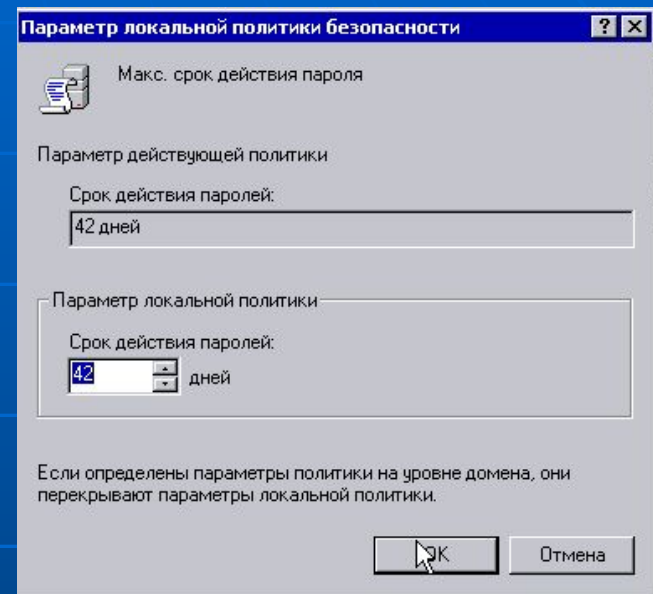 Параметр локальной политики безопасности
Макс. срок действия пароля
Параметр действующей политики
Срок действия паролей:
42 дней
Параметр локальной политики
Срок действия паролей:
42 дней
Если определены параметры политики на уровне домена, они
перекрывают параметры локальной политики.
OK Отмена